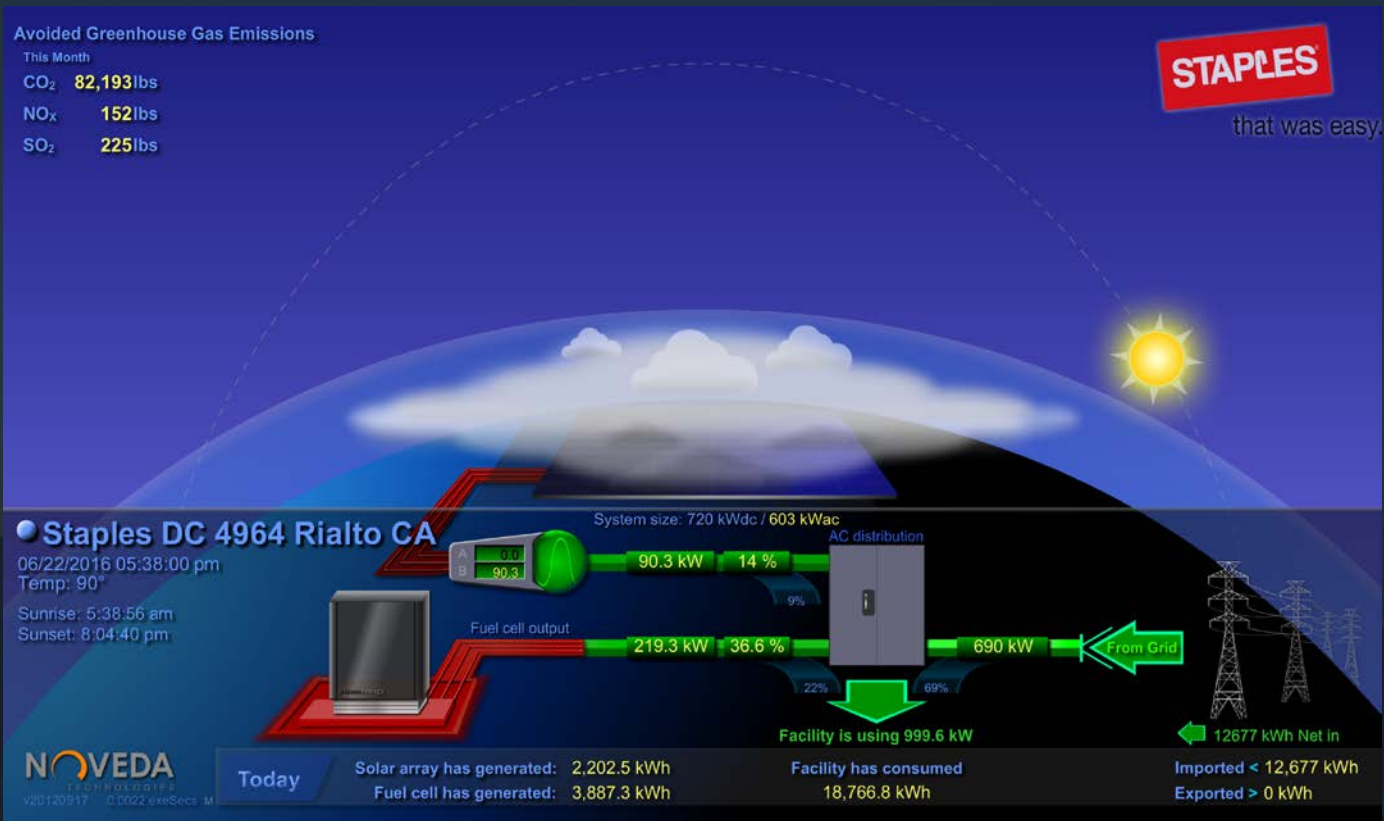 Avoided Greenhouse Gas Emissions
This Month
CO₂ 82,193 lbs
NOₓ 152 lbs
SO₂ 225 lbs
STAPLES
that was easy.
Staples DC 4964 Rialto CA
06/22/2016 05:38:00 pm
Temp: 90°
Sunrise: 5:38:56 am
Sunset: 8:04:40 pm
System size: 720 kWdc / 603 kWac
AC distribution
A 0.0
B 90.3
90.3 kW 14 %
9%
Fuel cell output
219.3 kW 36.6 %
690 kW
From Grid
22%
69%
Facility is using 999.6 kW
12677 kWh Net in
NOVEDA
TECHNOLOGIES
v20120917 0.0022 exeSecs M
Today
Solar array has generated: 2,202.5 kWh
Fuel cell has generated: 3,887.3 kWh
Facility has consumed
18,766.8 kWh
Imported < 12,677 kWh
Exported > 0 kWh